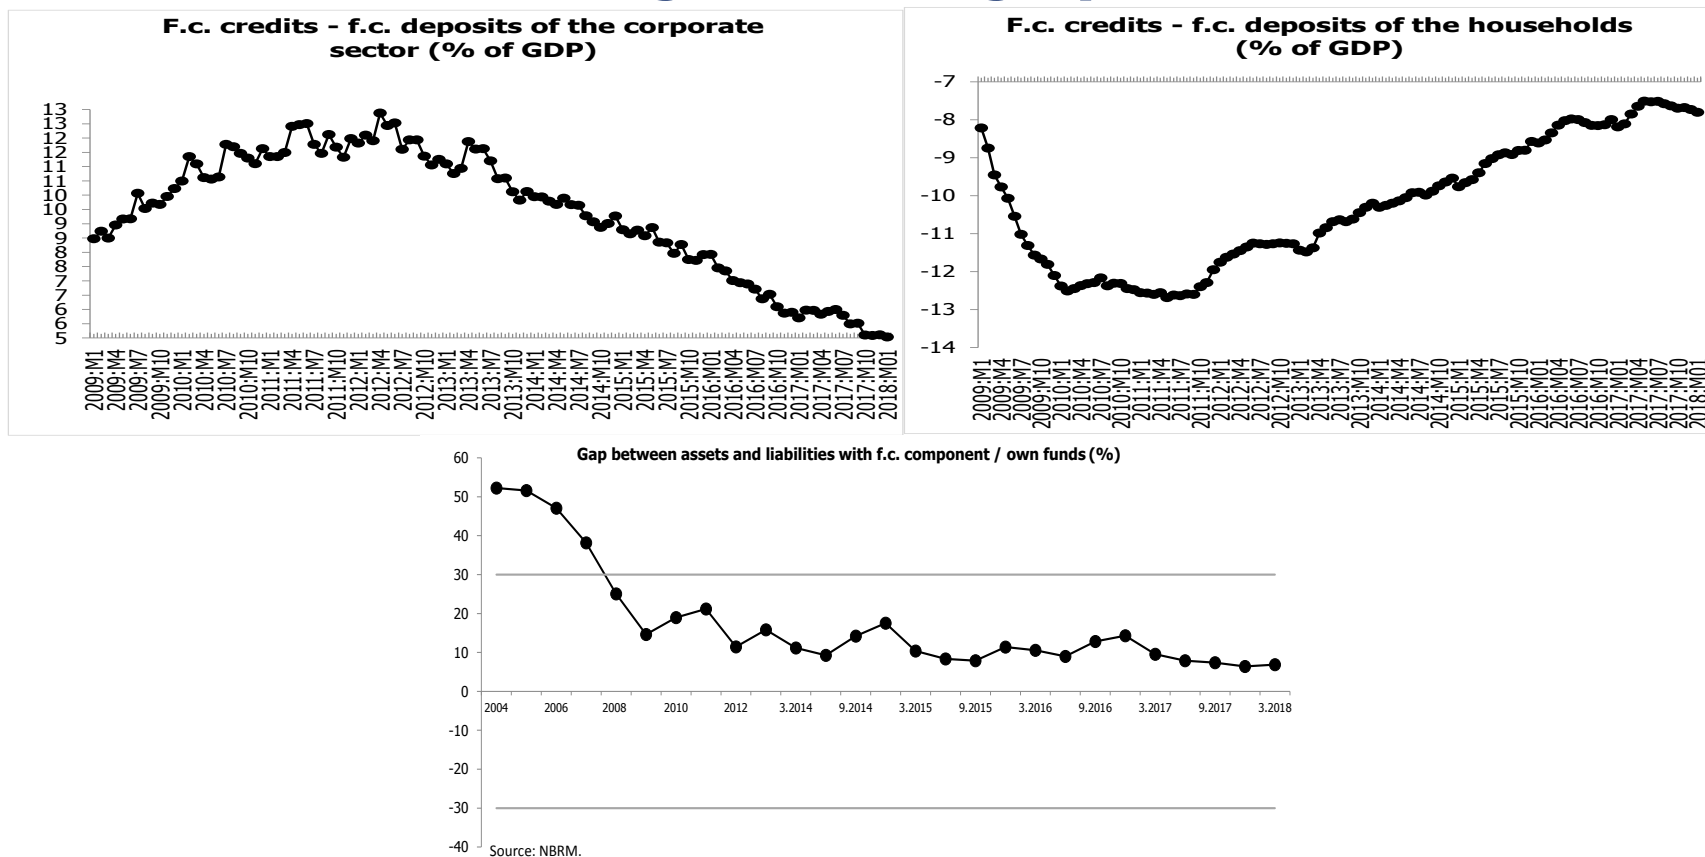 F.c. credits - f.c. deposits of the corporate
sector (% of GDP)
13
13
12
12
11
11
10
10
9
9
8
8
7
7
6
6
5
2009:M1
2009:M4
2009:M7
2009:M10
2010:M1
2010:M4
2010:M7
2010:M10
2011:M1
2011:M4
2011:M7
2011:M10
2012:M1
2012:M4
2012:M7
2012:M10
2013:M1
2013:M4
2013:M7
2013:M10
2014:M1
2014:M4
2014:M7
2014:M10
2015:M1
2015:M4
2015:M7
2015:M10
2016:M01
2016:M04
2016:M07
2016:M10
2017:M01
2017:M04
2017:M07
2017:M10
2018:M01
F.c. credits - f.c. deposits of the households
(% of GDP)
-7
-8
-9
-10
-11
-12
-13
-14
2009:M1
2009:M4
2009:M7
2009:M10
2010:M1
2010:M4
2010:M7
2010:M10
2011:M1
2011:M4
2011:M7
2011:M10
2012:M1
2012:M4
2012:M7
2012:M10
2013:M1
2013:M4
2013:M7
2013:M10
2014:M1
2014:M4
2014:M7
2014:M10
2015:M1
2015:M4
2015:M7
2015:M10
2016:M01
2016:M04
2016:M07
2016:M10
2017:M01
2017:M04
2017:M07
2017:M10
2018:M01
Gap between assets and liabilities with f.c. component / own funds (%)
60
50
40
30
20
10
0
-10
-20
-30
-40
2004 2006 2008 2010 2012 3.2014 9.2014 3.2015 9.2015 3.2016 9.2016 3.2017 9.2017 3.2018
Source: NBRM.